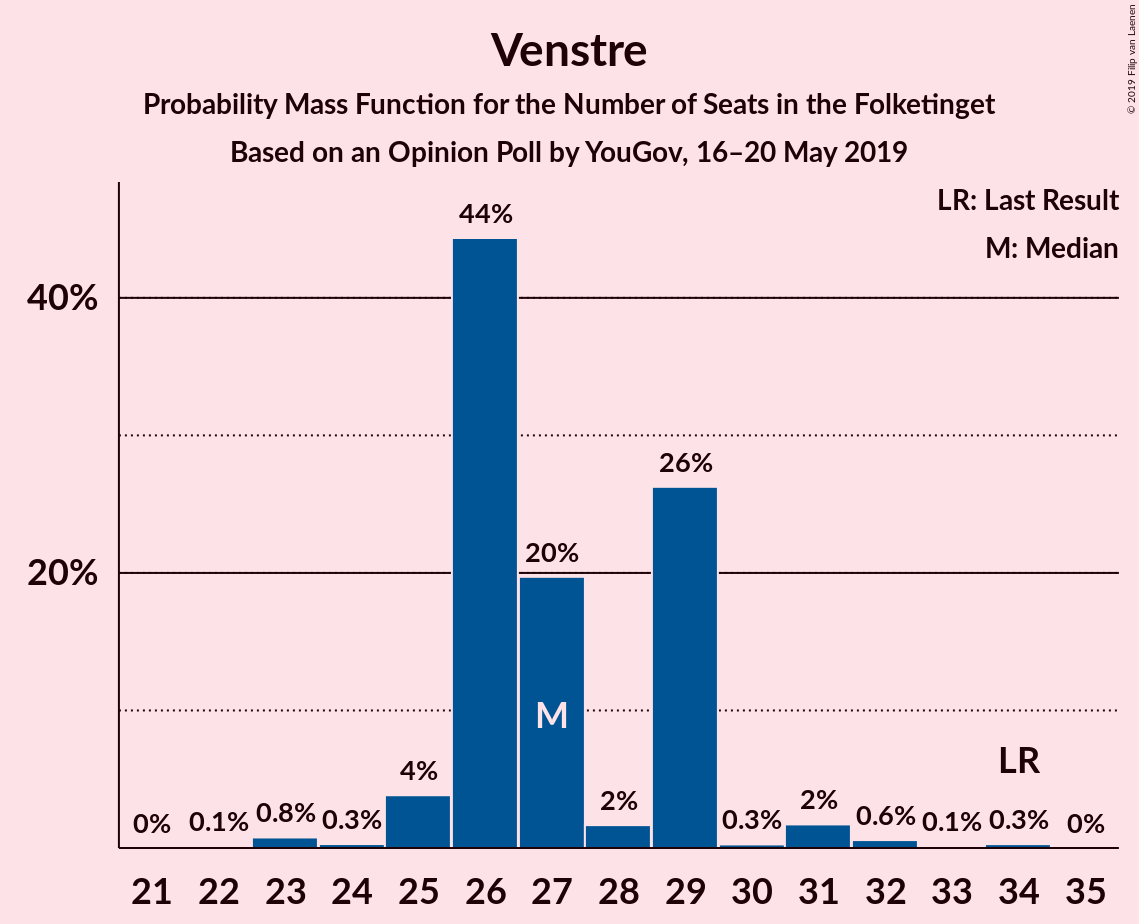 Venstre
Probability Mass Function for the Number of Seats in the Folketinget
Based on an Opinion Poll by YouGov, 16–20 May 2019
© 2019 Filip van Laenen
LR: Last Result
M: Median
44%
40%
26%
20%
20%
M
LR
4%
2%
2%
0%
0.1%
0.8%
0.3%
0.3%
0.6%
0.1%
0.3%
0%
21 22 23 24 25 26 27 28 29 30 31 32 33 34 35